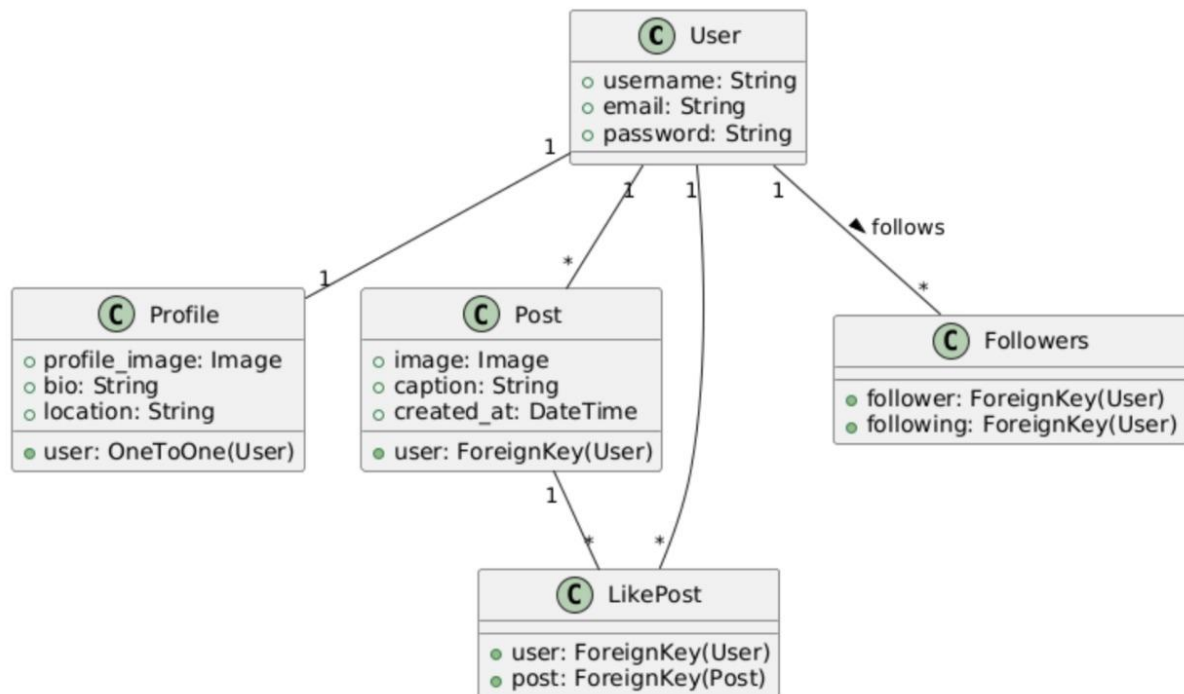 C User
username: String
email: String
password: String
1
1
1
1
follows
1
*
*
C Profile
profile_image: Image
bio: String
location: String
user: OneToOne(User)
C Post
image: Image
caption: String
created_at: DateTime
user: ForeignKey(User)
C Followers
follower: ForeignKey(User)
following: ForeignKey(User)
1
*
*
C LikePost
user: ForeignKey(User)
post: ForeignKey(Post)